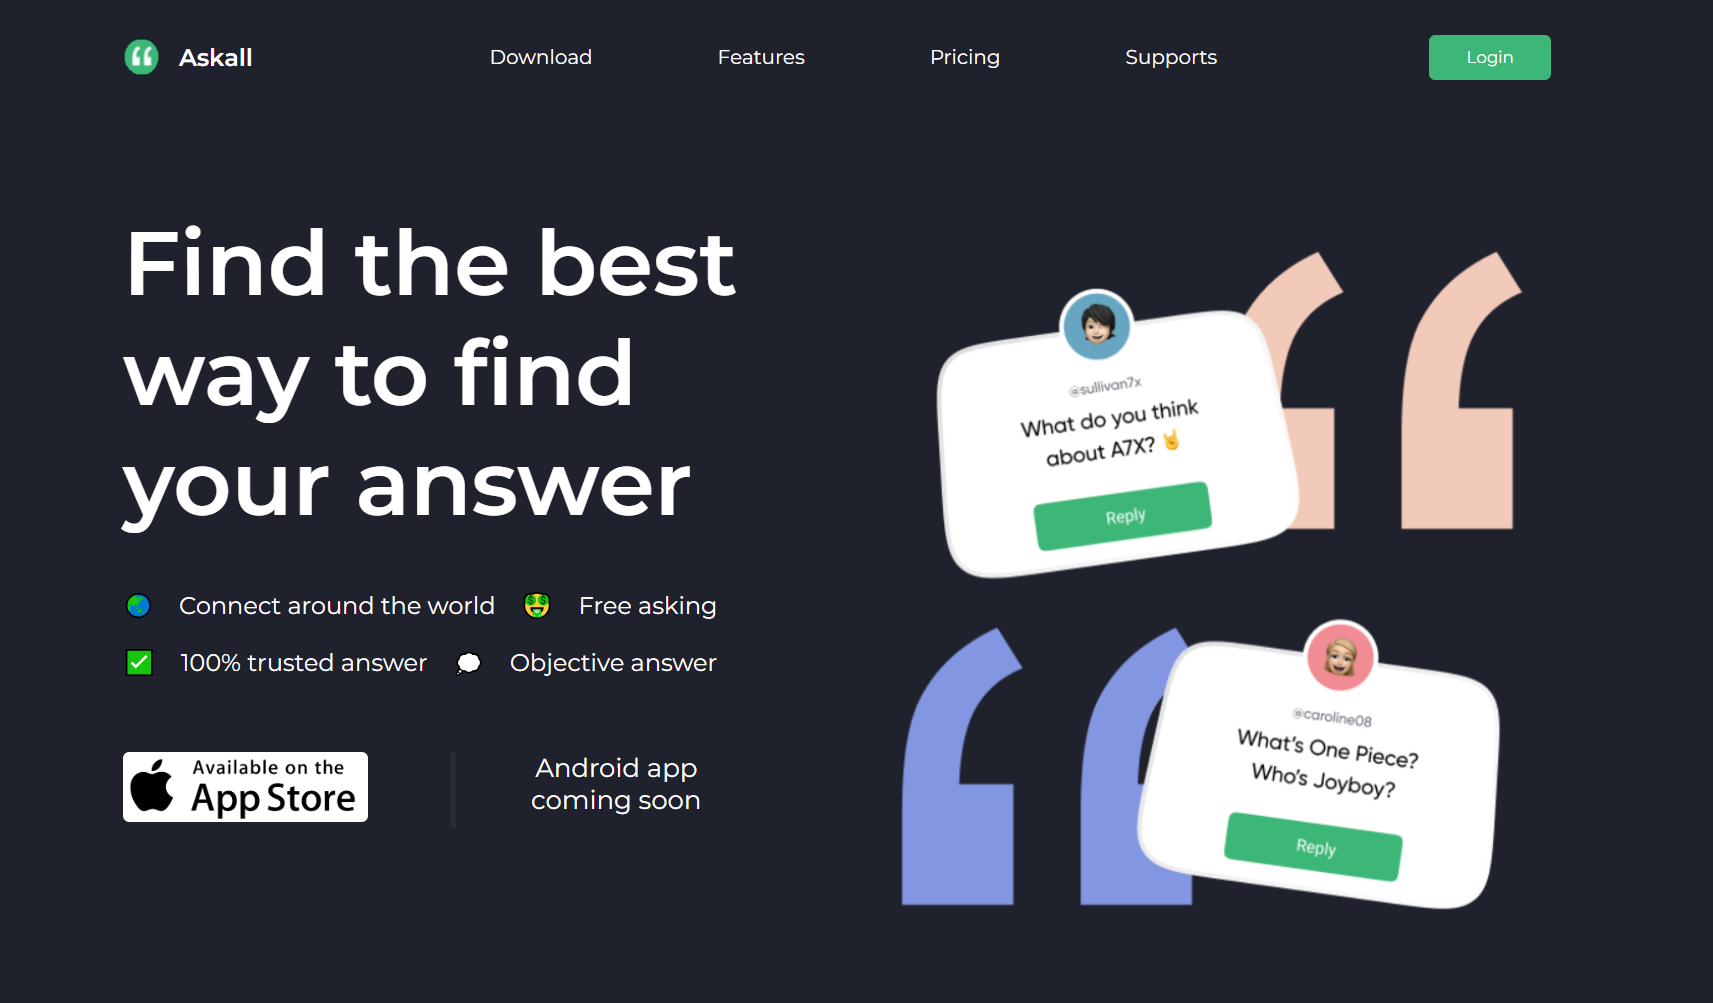 Askall
Download
Features
Pricing
Supports
Login
Find the best
way to find
your answer
Connect around the world
Free asking
100% trusted answer
Objective answer
Available on the
App Store
Android app
coming soon
@sullivan7x
What do you think
about A7X? 🤘
Reply
@caroline08
What's One Piece?
Who's Joyboy?
Reply